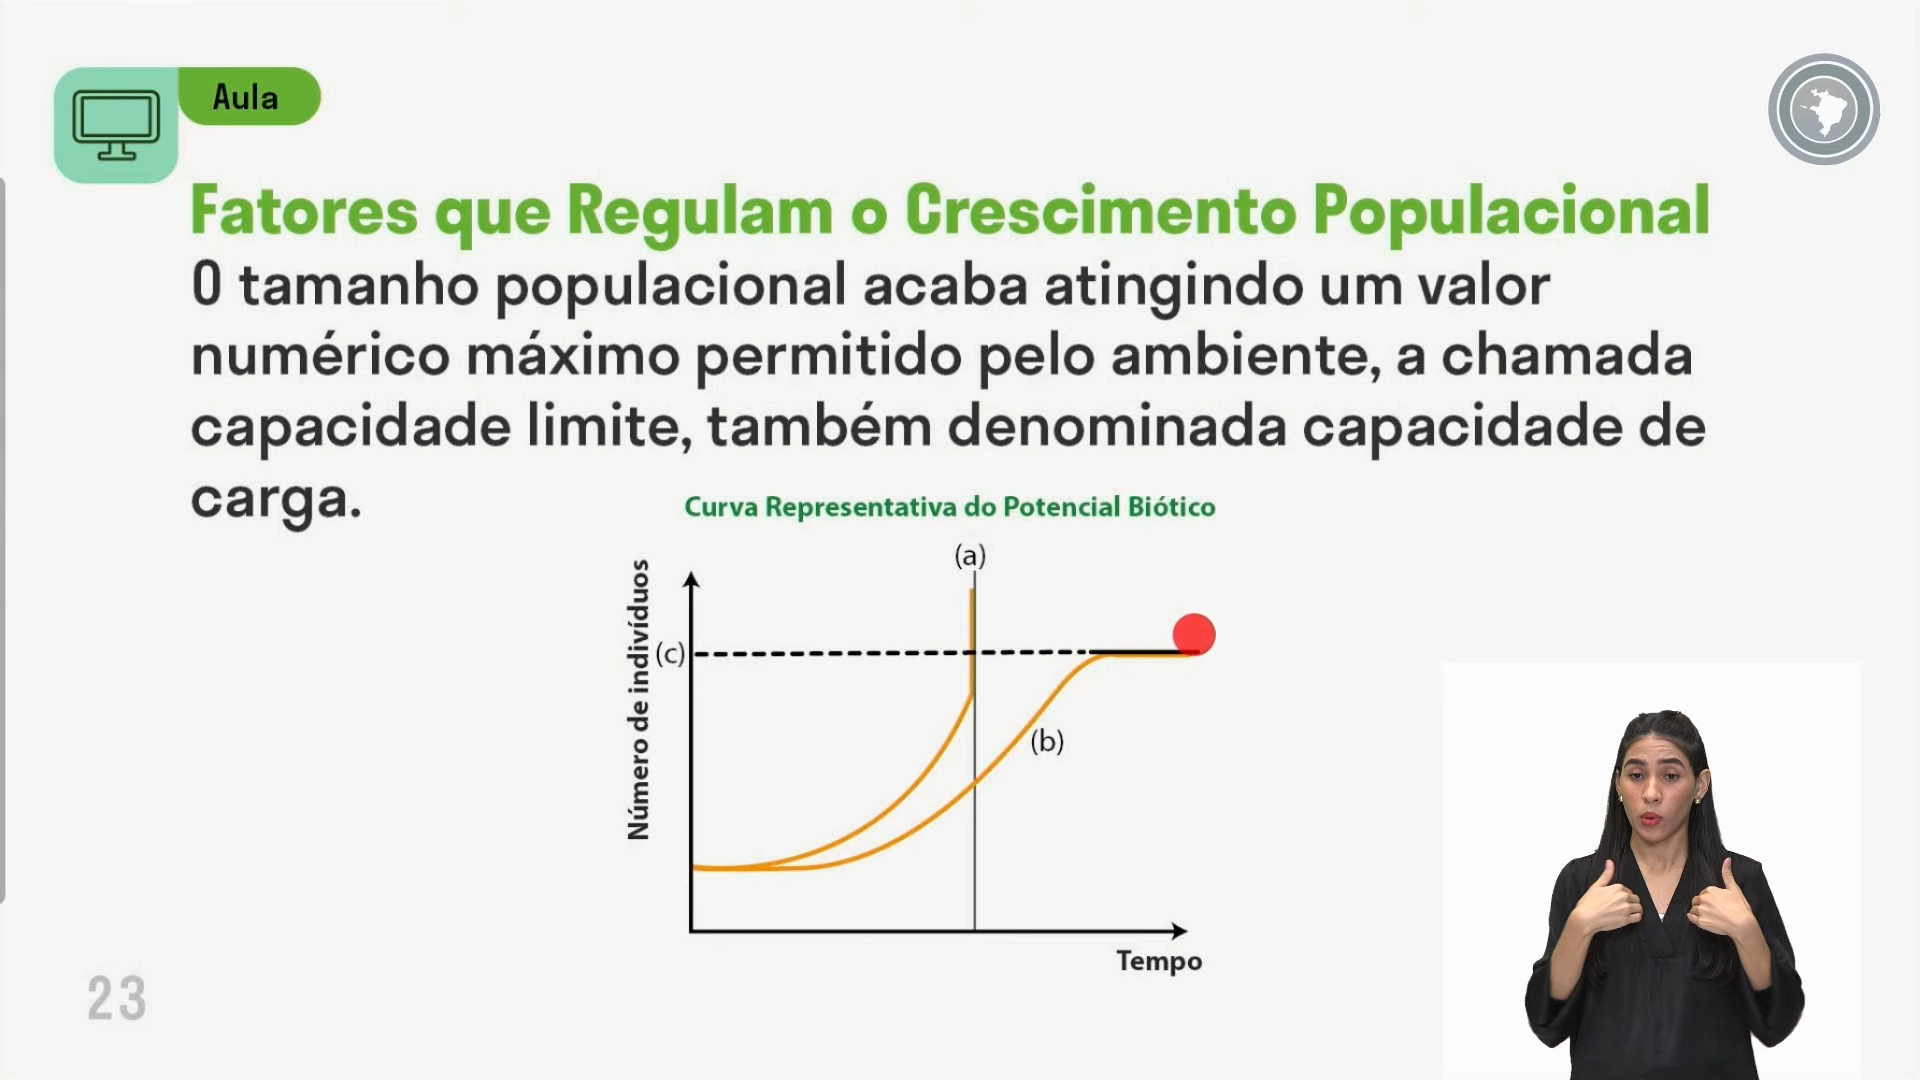 Aula
Fatores que Regulam o Crescimento Populacional
O tamanho populacional acaba atingindo um valor
numérico máximo permitido pelo ambiente, a chamada
capacidade limite, também denominada capacidade de
carga.
Curva Representativa do Potencial Biótico
(a)
Número de indivíduos
(c)
(b)
Tempo
23